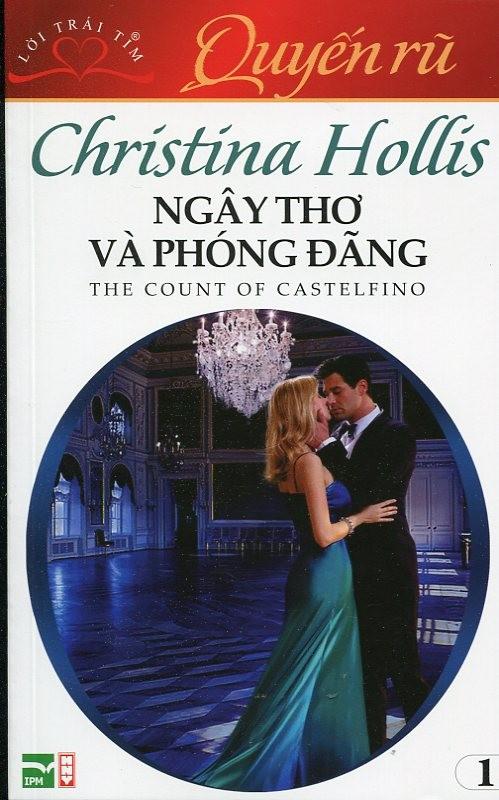 LỜI TRÁI TIM®
Quyến rũ
Christina Hollis
NGÂY THƠ
VÀ PHÓNG ĐÃNG
THE COUNT OF CASTELFINO
IPM
1